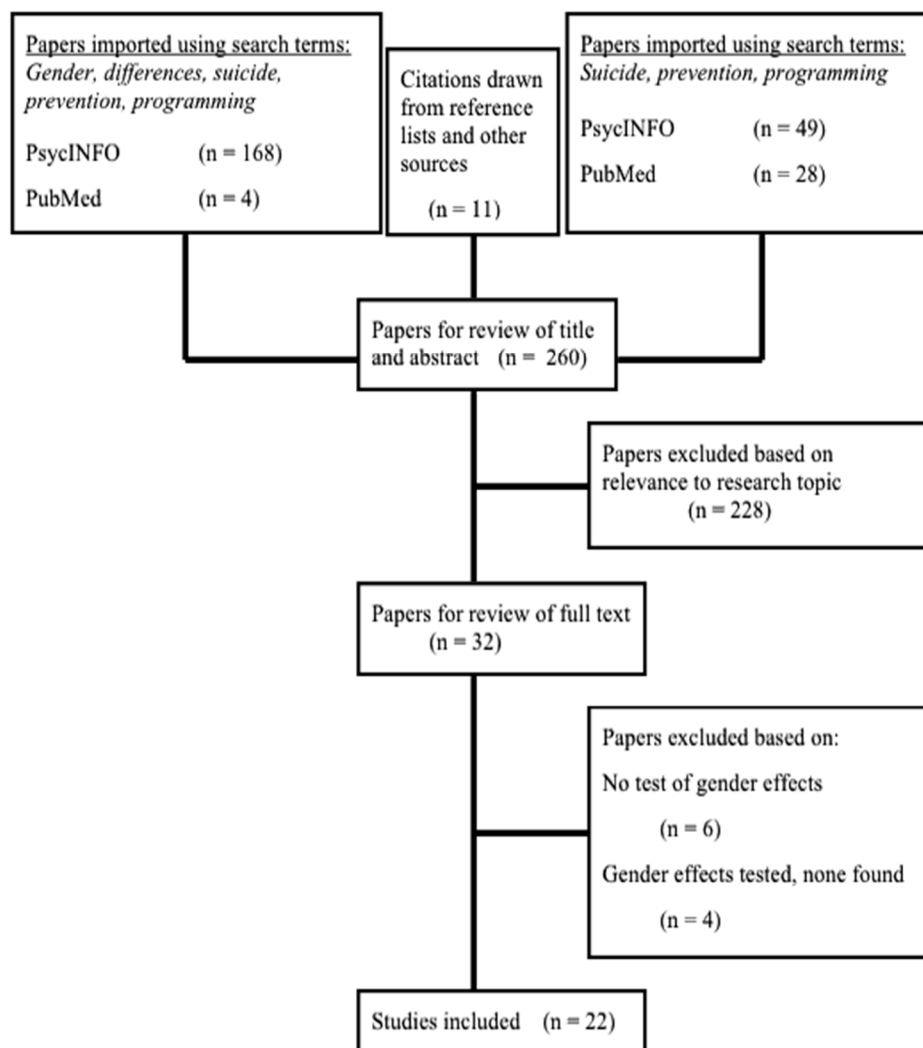 Papers imported using search terms:
Gender, differences, suicide,
prevention, programming
PsycINFO (n = 168)
PubMed (n = 4)
Citations drawn
from reference
lists and other
sources
(n = 11)
Papers imported using search terms:
Suicide, prevention, programming
PsycINFO (n = 49)
PubMed (n = 28)
Papers for review of title
and abstract (n = 260)
Papers excluded based on
relevance to research topic
(n = 228)
Papers for review of full text
(n = 32)
Papers excluded based on:
No test of gender effects
(n = 6)
Gender effects tested, none found
(n = 4)
Studies included (n = 22)